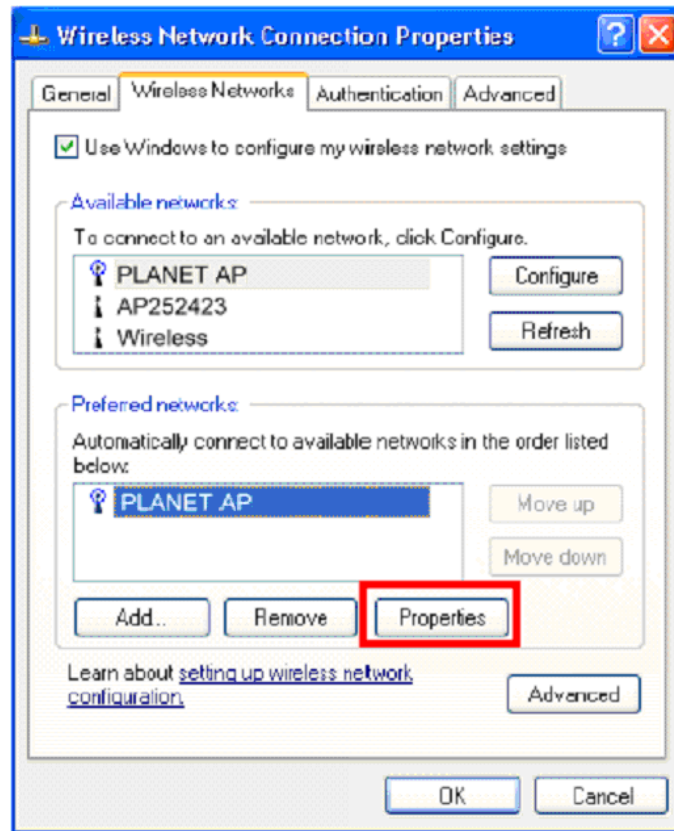 Wireless Network Connection Properties
General Wireless Networks Authentication Advanced
Use Windows to configure my wireless network settings
Available networks:
To connect to an available network, click Configure.
PLANET AP
AP252423
Wireless
Configure
Refresh
Preferred networks:
Automatically connect to available networks in the order listed
below:
PLANET AP
Move up
Move down
Add...
Remove
Properties
Learn about setting up wireless network
configuration.
Advanced
OK
Cancel